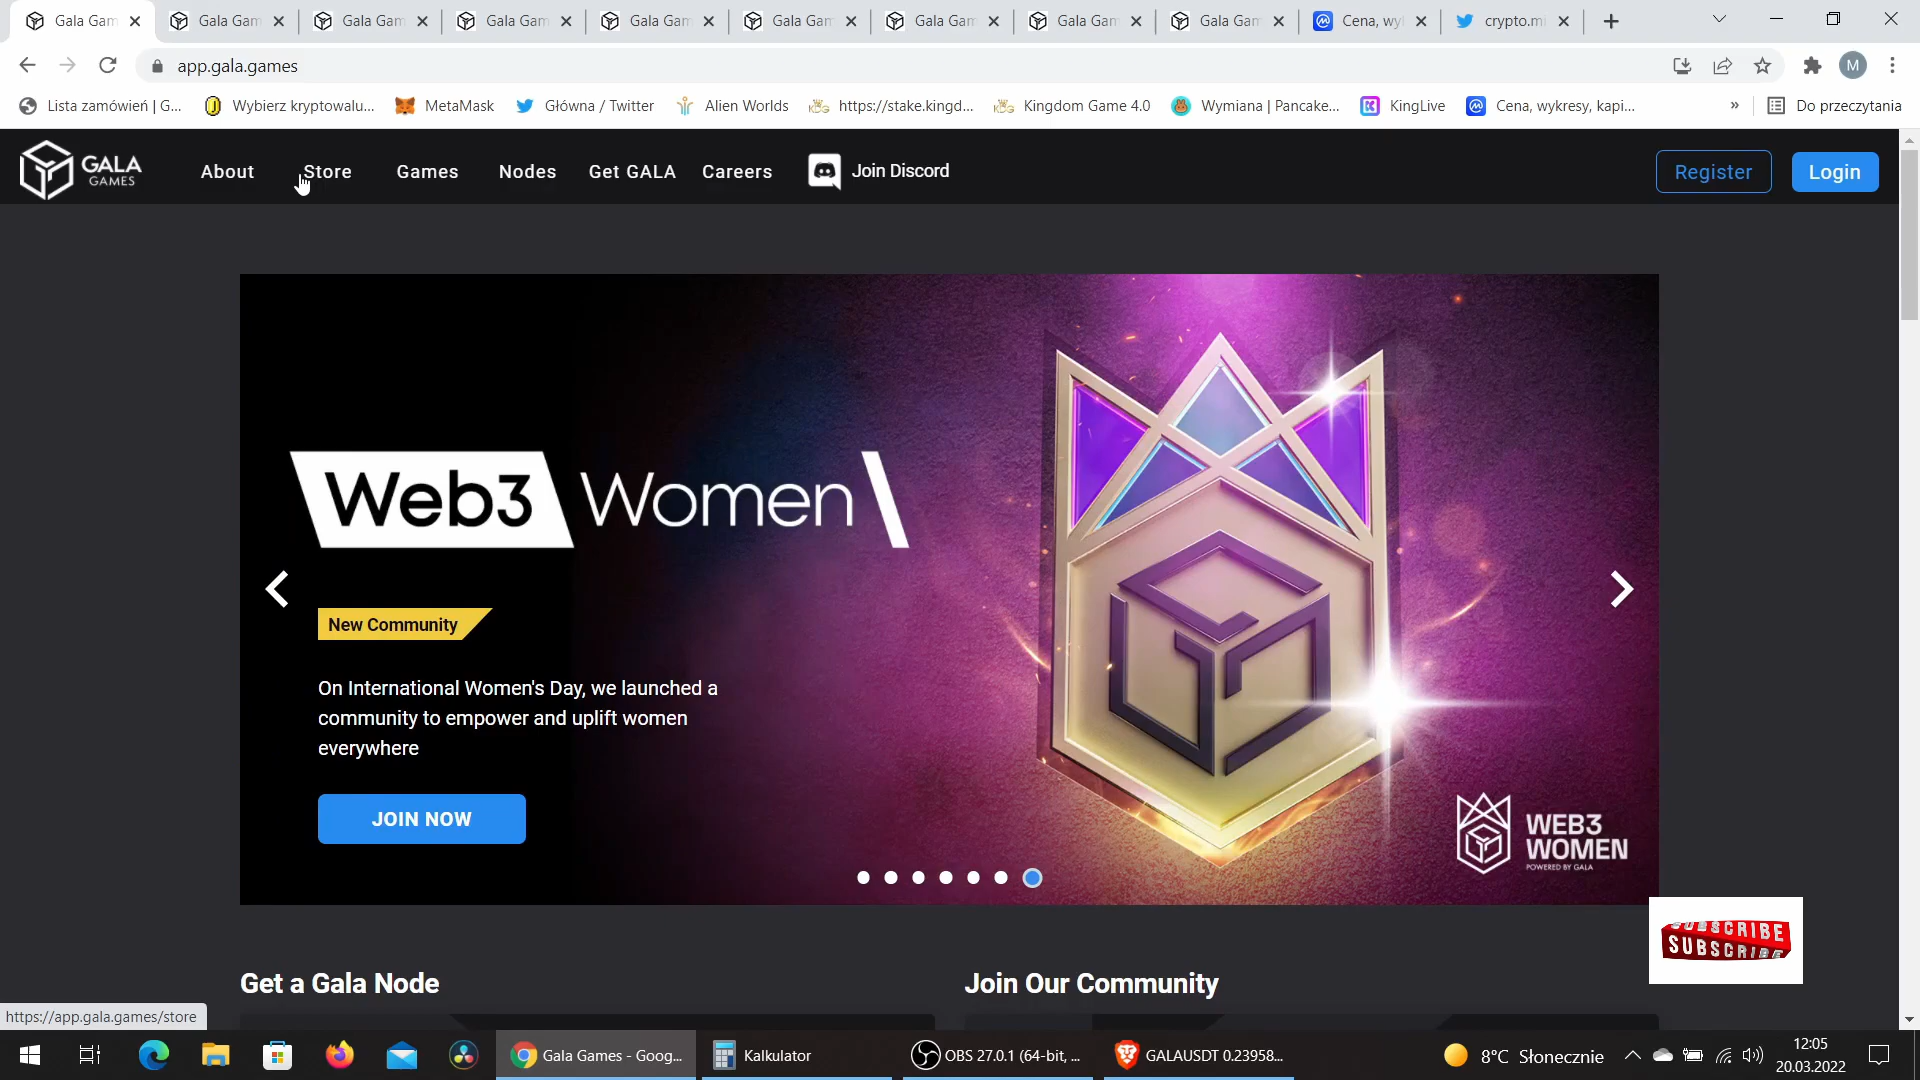 Gala Gam Gala Gam Gala Gam Gala Gam Gala Gam Gala Gam Gala Gam Gala Gam Gala Gam Cena, wy crypto.mi
app.gala.games M
Lista zamówień | G... Wybierz kryptowalu... MetaMask Główna / Twitter Alien Worlds https://stake.kingd... Kingdom Game 4.0 Wymiana | Pancake... KingLive Cena, wykresy, kapi... » Do przeczytania
GALA
GAMES
About Store Games Nodes Get GALA Careers Join Discord Register Login
Web3 Women
New Community
On International Women's Day, we launched a
community to empower and uplift women
everywhere
JOIN NOW
WEB3
WOMEN
POWERED BY GALA
SUBSCRIBE
SUBSCRIBE
Get a Gala Node Join Our Community
https://app.gala.games/store
Gala Games - Goog... Kalkulator OBS 27.0.1 (64-bit, ... GALAUSDT 0.23958... 8°C Słonecznie 12:05
20.03.2022